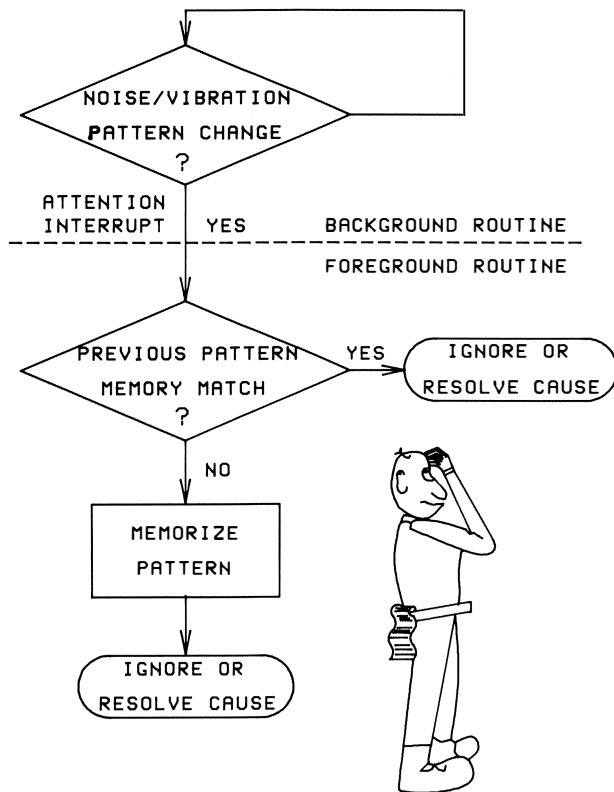 NOISE/VIBRATION
PATTERN CHANGE
?
ATTENTION
INTERRUPT
YES
BACKGROUND ROUTINE
FOREGROUND ROUTINE
PREVIOUS PATTERN
MEMORY MATCH
?
YES
IGNORE OR
RESOLVE CAUSE
NO
MEMORIZE
PATTERN
IGNORE OR
RESOLVE CAUSE